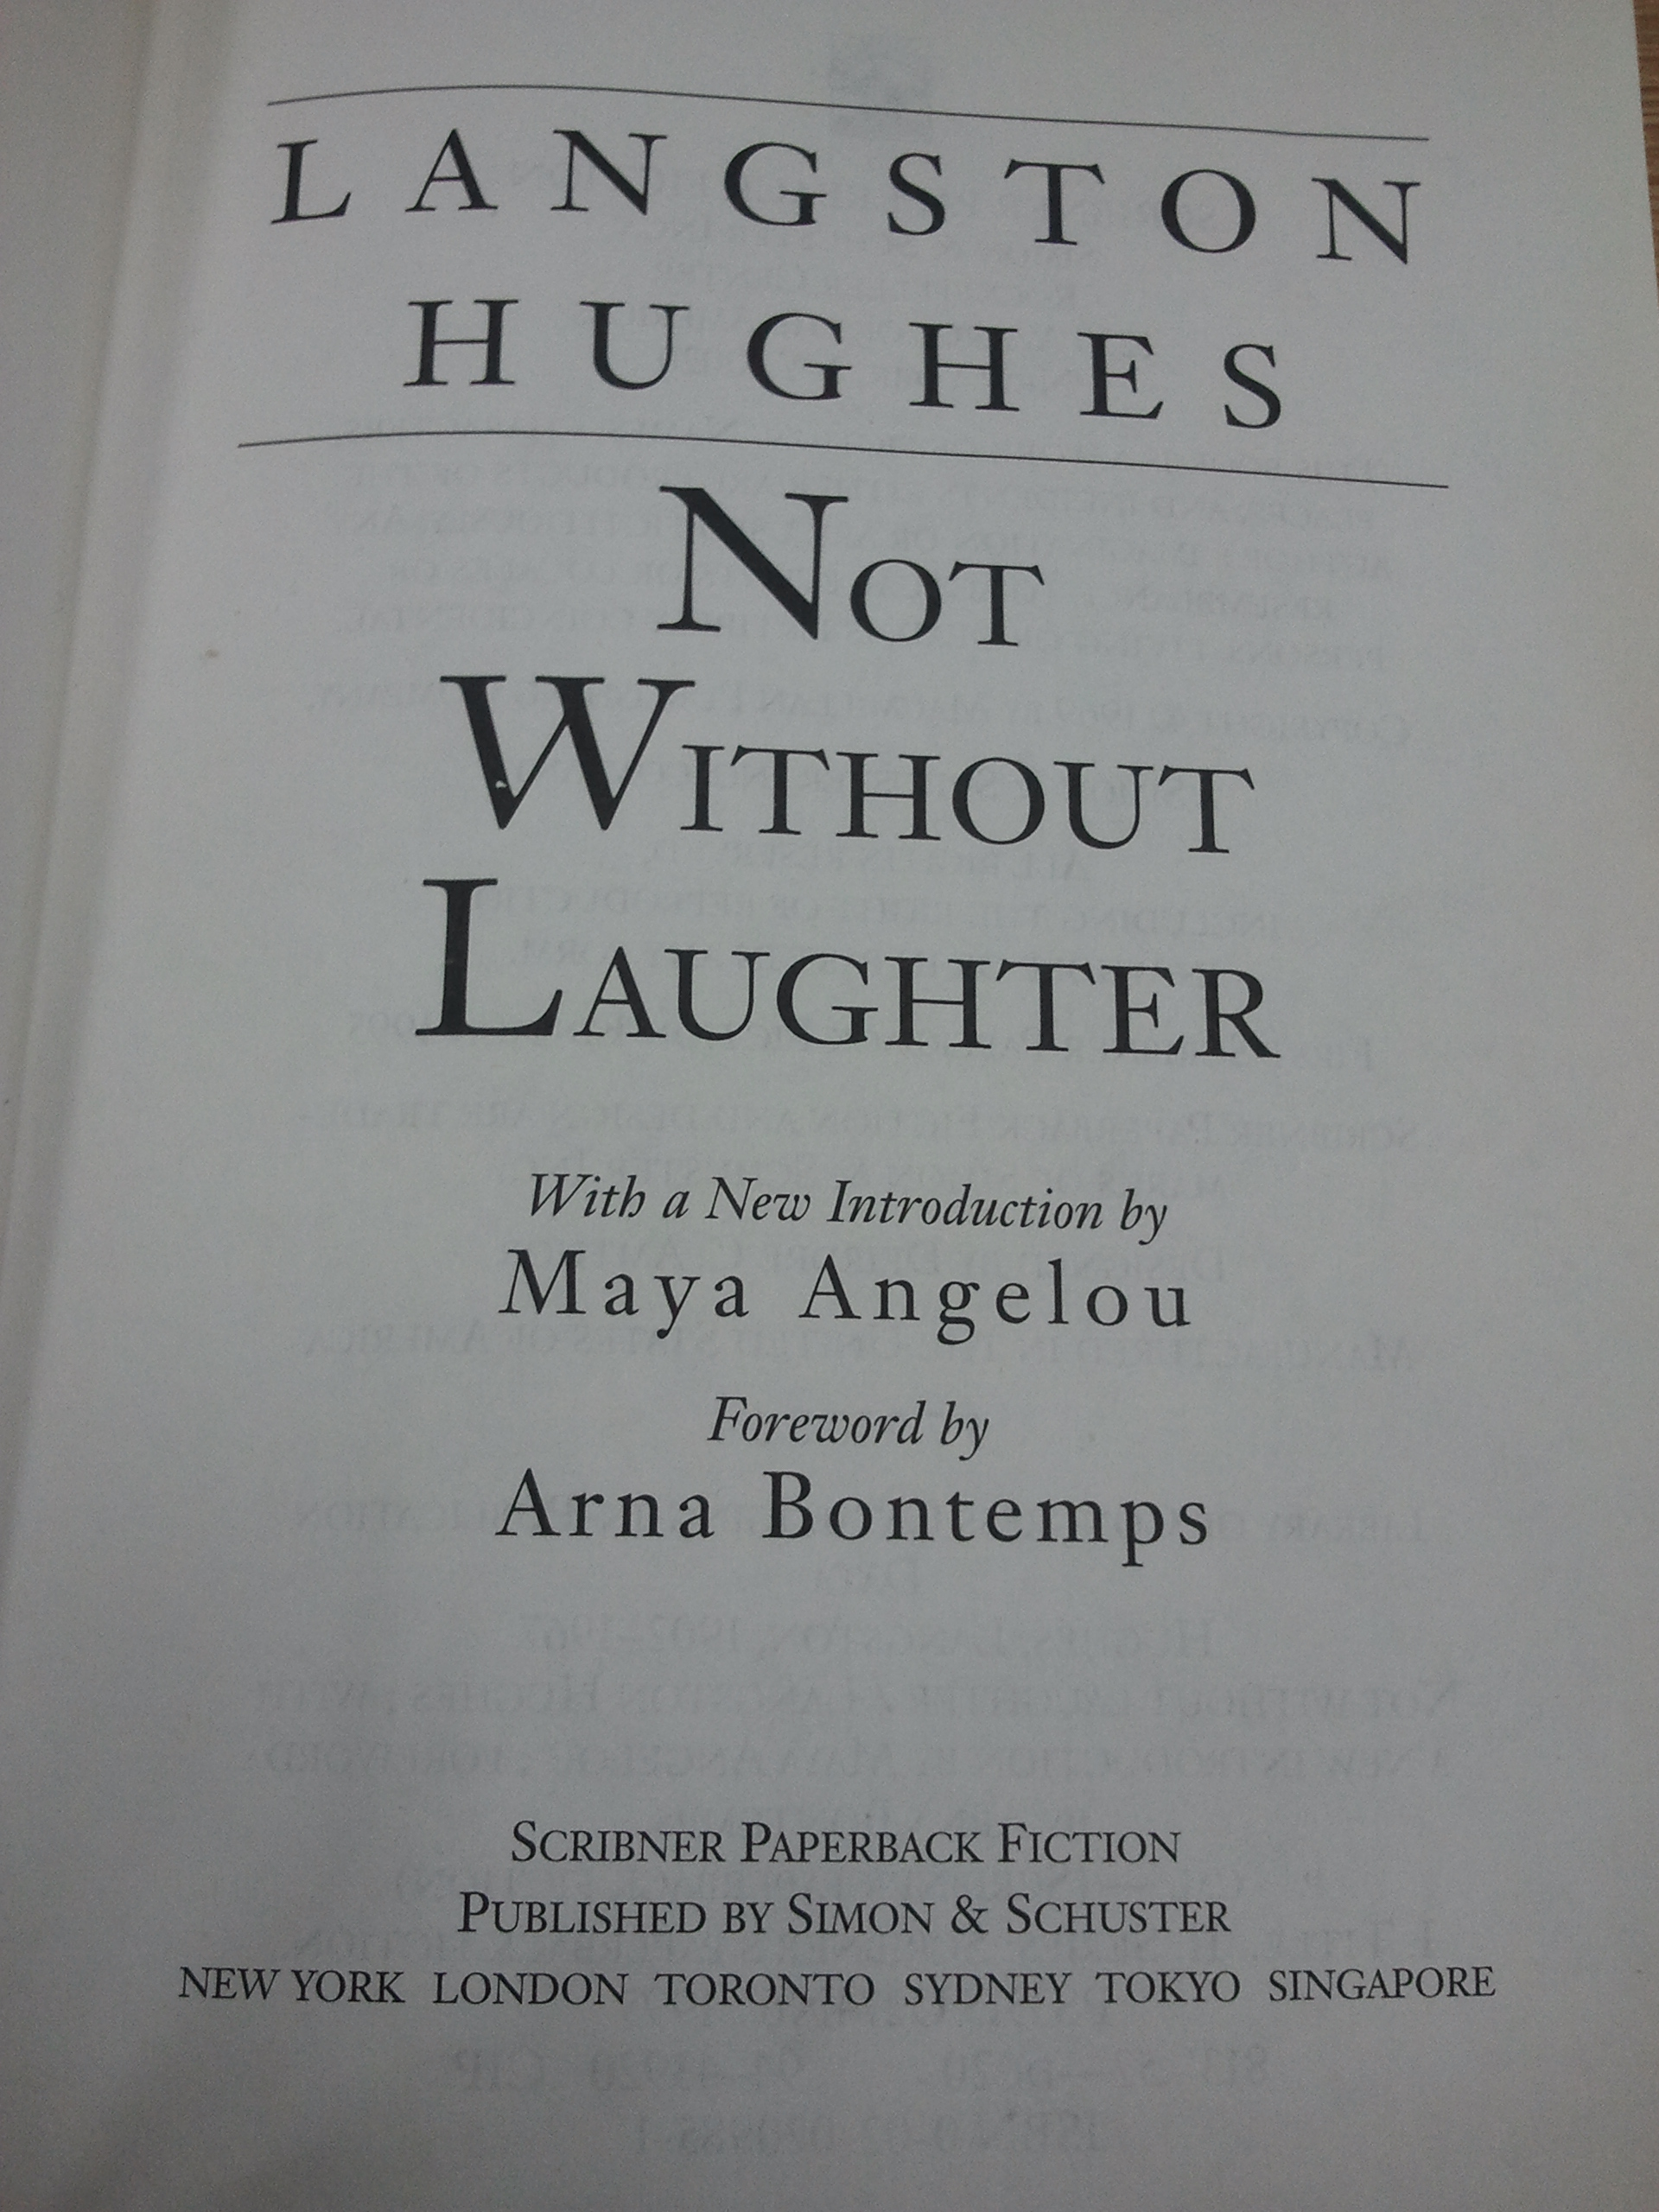 LANGSTON
HUGHES
NOT
WITHOUT
LAUGHTER
With a New Introduction by
Maya Angelou
Foreword by
Arna Bontemps
SCRIBNER PAPERBACK FICTION
PUBLISHED BY SIMON & SCHUSTER
NEW YORK LONDON TORONTO SYDNEY TOKYO SINGAPORE